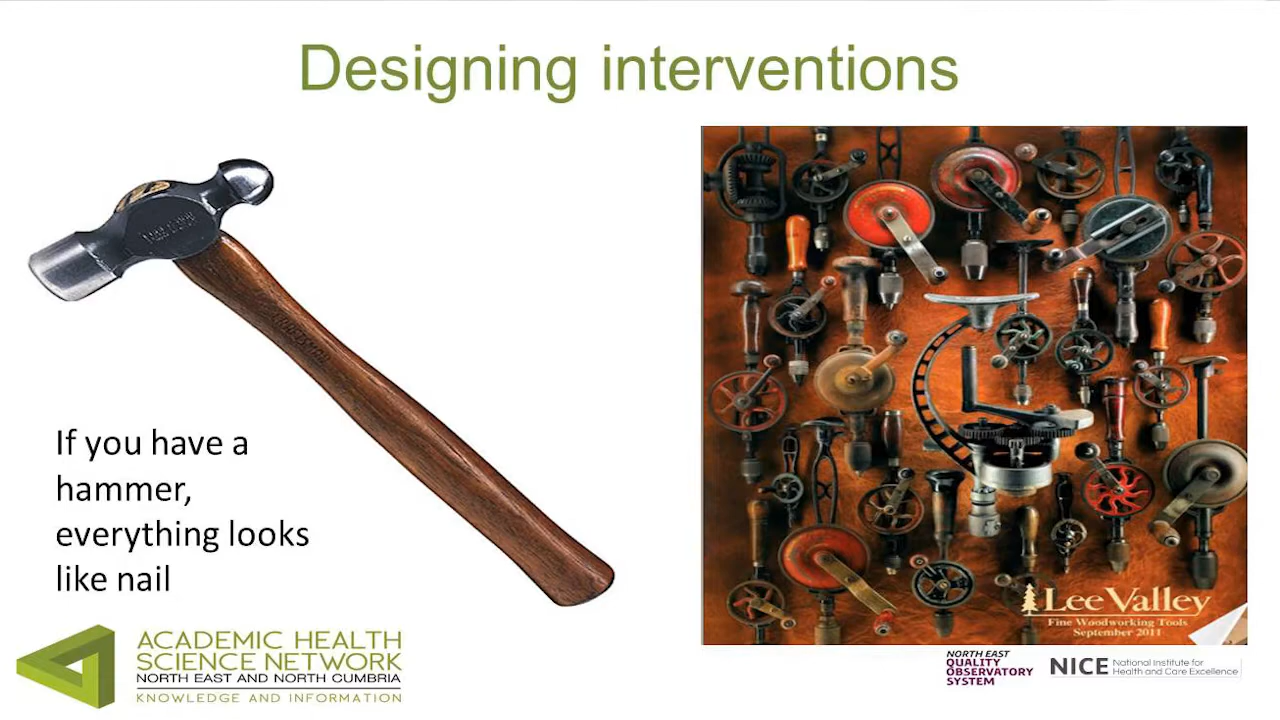 Designing interventions
If you have a
hammer,
everything looks
like nail
Lee Valley
Fine Woodworking Tools
September 2011
ACADEMIC HEALTH
SCIENCE NETWORK
NORTH EAST AND NORTH CUMBRIA
KNOWLEDGE AND INFORMATION
NORTH EAST
QUALITY
OBSERVATORY
SYSTEM
NICE
National Institute for
Health and Care Excellence